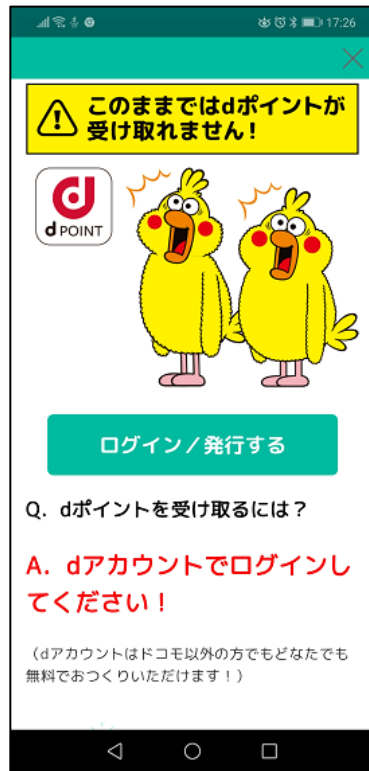 17:26
このままではdポイントが
受け取れません！
d
d POINT
ログイン／発行する
Q. dポイントを受け取るには？
A. dアカウントでログインし
てください！
（dアカウントはドコモ以外の方でもどなたでも
無料でおつくりいただけます！）